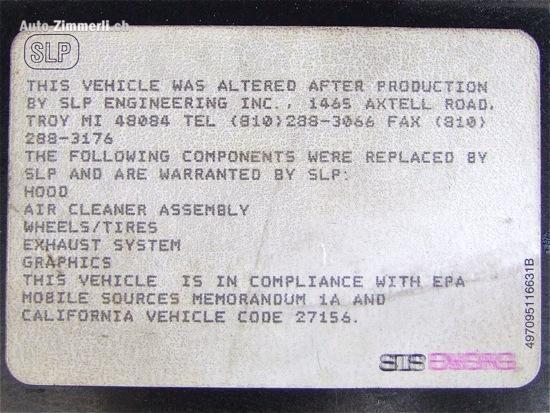 Auto-Zimmerli.ch
SLP
THIS VEHICLE WAS ALTERED AFTER PRODUCTION
BY SLP ENGINEERING INC., 1465 AXTELL ROAD,
TROY MI 48084 TEL (810)288-3066 FAX (810)
288-3176
THE FOLLOWING COMPONENTS WERE REPLACED BY
SLP AND ARE WARRANTED BY SLP:
HOOD
AIR CLEANER ASSEMBLY
WHEELS/TIRES
EXHAUST SYSTEM
GRAPHICS
THIS VEHICLE IS IN COMPLIANCE WITH EPA
MOBILE SOURCES MEMORANDUM 1A AND
CALIFORNIA VEHICLE CODE 27156.
497095116631B